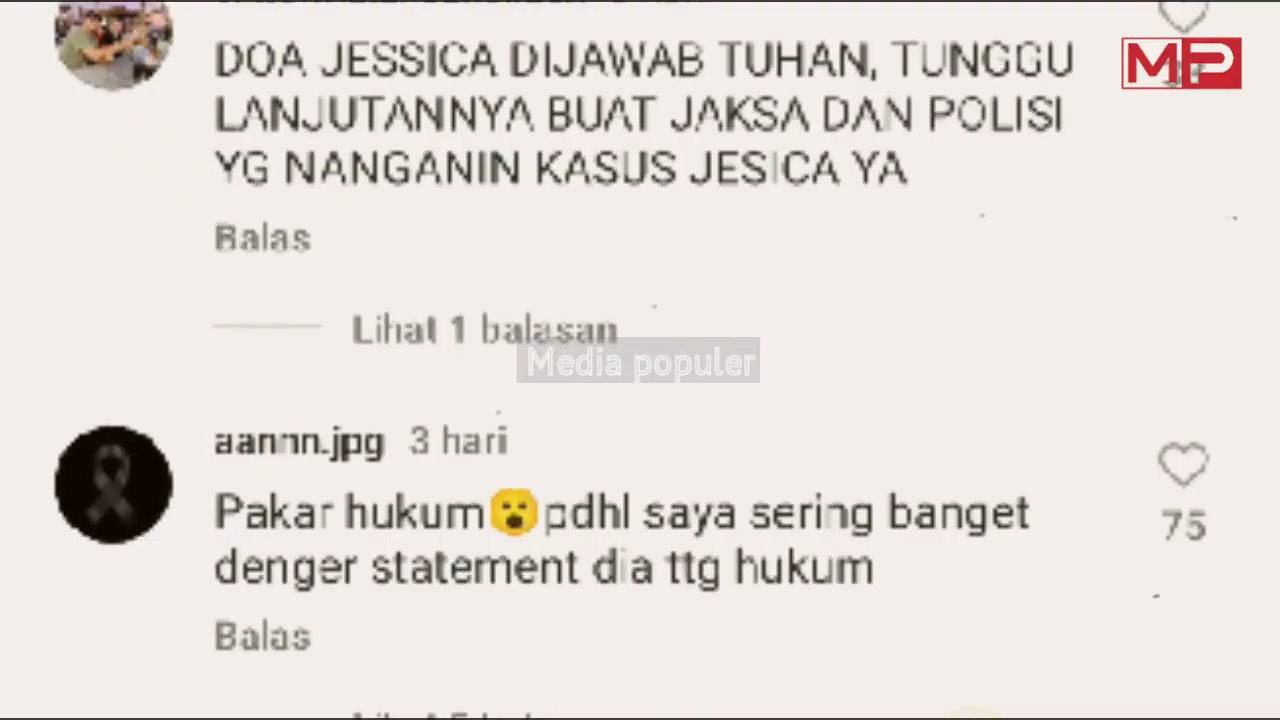 DOA JESSICA DIJAWAB TUHAN, TUNGGU
LANJUTANNYA BUAT JAKSA DAN POLISI
YG NANGANIN KASUS JESICA YA
Balas
Lihat 1 balasan
Media populer
aannn.jpg 3 hari
Pakar hukum😮pdhl saya sering banget
denger statement dia ttg hukum
75
Balas
MP